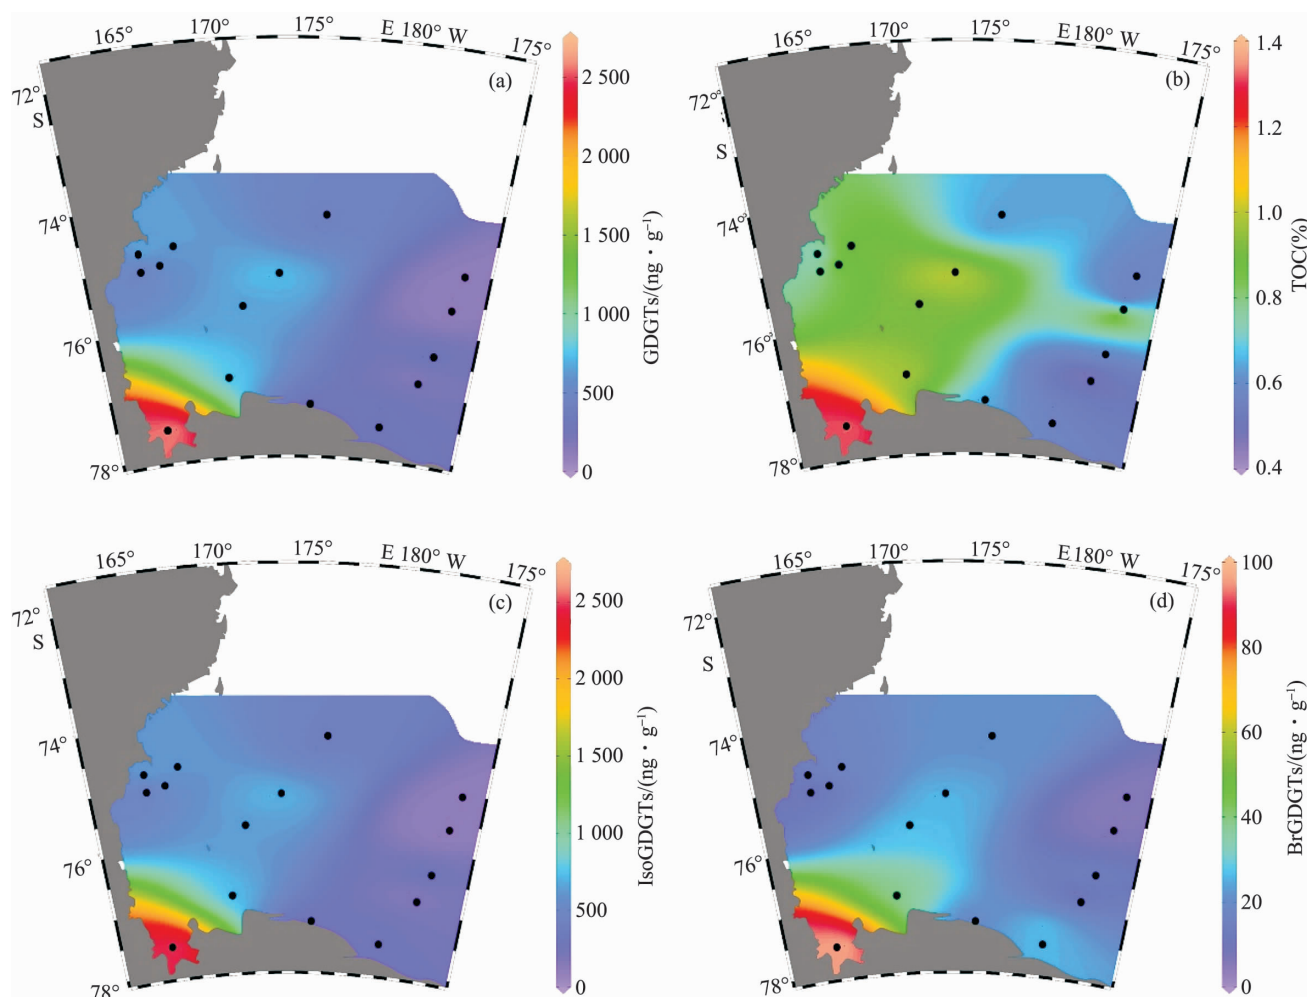 165° 170° 175° E 180° W 175°
(a)
72°
S
74°
76°
78°
2 500
2 000
1 500
1 000
500
0
GDGTs/(ng · g⁻¹)
165° 170° 175° E 180° W 175°
(b)
72°
S
74°
76°
78°
1.4
1.2
1.0
0.8
0.6
0.4
TOC(%)
165° 170° 175° E 180° W 175°
(c)
72°
S
74°
76°
78°
2 500
2 000
1 500
1 000
500
0
IsoGDGTs/(ng · g⁻¹)
165° 170° 175° E 180° W 175°
(d)
72°
S
74°
76°
78°
100
80
60
40
20
0
BrGDGTs/(ng · g⁻¹)